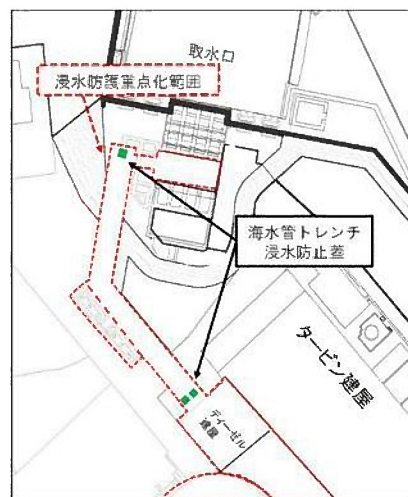 取水口
浸水防護重点化範囲
海水管トレンチ
浸水防止蓋
タービン建屋
ディーゼル
建屋